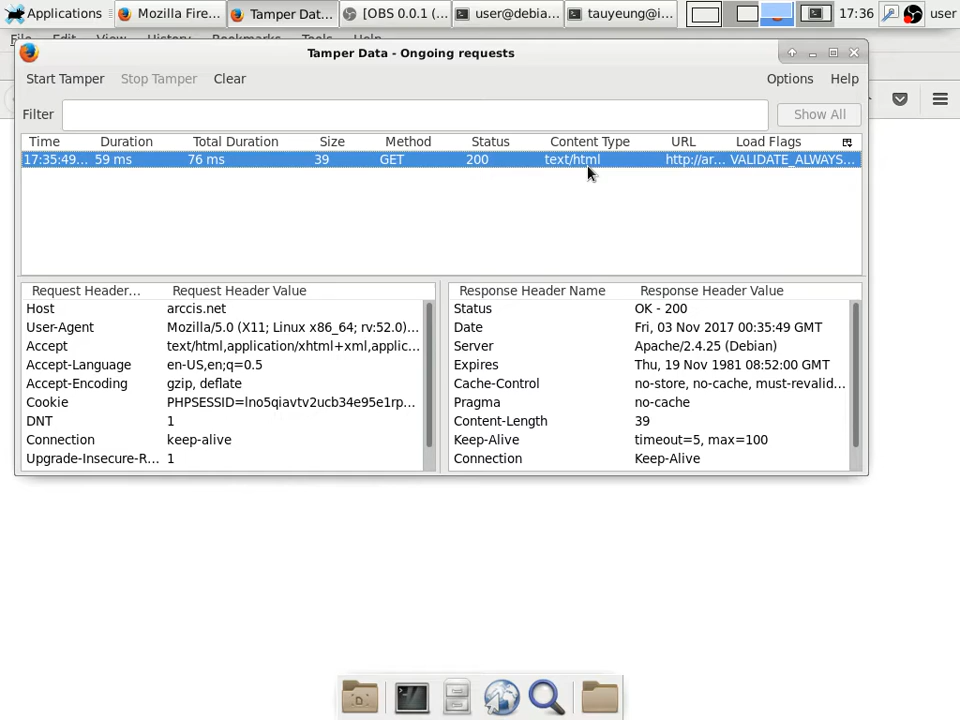 Applications Mozilla Fire... Tamper Dat... [OBS 0.0.1 (... user@debia... tauyeung@i... 17:36 user
File Edit View History Bookmarks Tools Help
Tamper Data - Ongoing requests
Start Tamper Stop Tamper Clear Options Help
Filter Show All
Time Duration Total Duration Size Method Status Content Type URL Load Flags
17:35:49... 59 ms 76 ms 39 GET 200 text/html http://ar... VALIDATE_ALWAYS...
Request Header... Request Header Value Response Header Name Response Header Value
Host arccis.net Status OK - 200
User-Agent Mozilla/5.0 (X11; Linux x86_64; rv:52.0)... Date Fri, 03 Nov 2017 00:35:49 GMT
Accept text/html,application/xhtml+xml,applic... Server Apache/2.4.25 (Debian)
Accept-Language en-US,en;q=0.5 Expires Thu, 19 Nov 1981 08:52:00 GMT
Accept-Encoding gzip, deflate Cache-Control no-store, no-cache, must-revalid...
Cookie PHPSESSID=lno5qiavtv2ucb34e95e1rp... Pragma no-cache
DNT 1 Content-Length 39
Connection keep-alive Keep-Alive timeout=5, max=100
Upgrade-Insecure-R... 1 Connection Keep-Alive